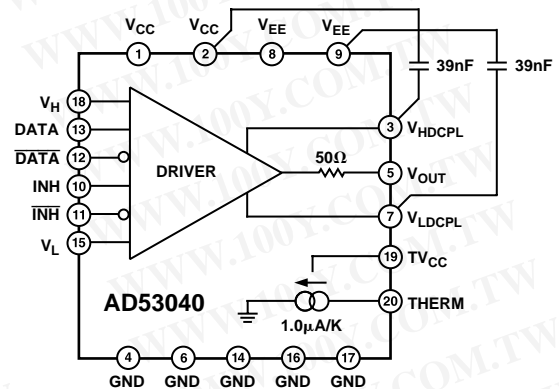 VCC VCC VEE VEE
1 2 8 9
39nF 39nF
VH 18
DATA 13
DATA 12
INH 10
INH 11
VL 15
DRIVER
50Ω
3 VHDCPL
5 VOUT
7 VLDCPL
19 TVCC
20 THERM
1.0µA/K
AD53040
4 6 14 16 17
GND GND GND GND GND
WWW.100Y.COM.TW